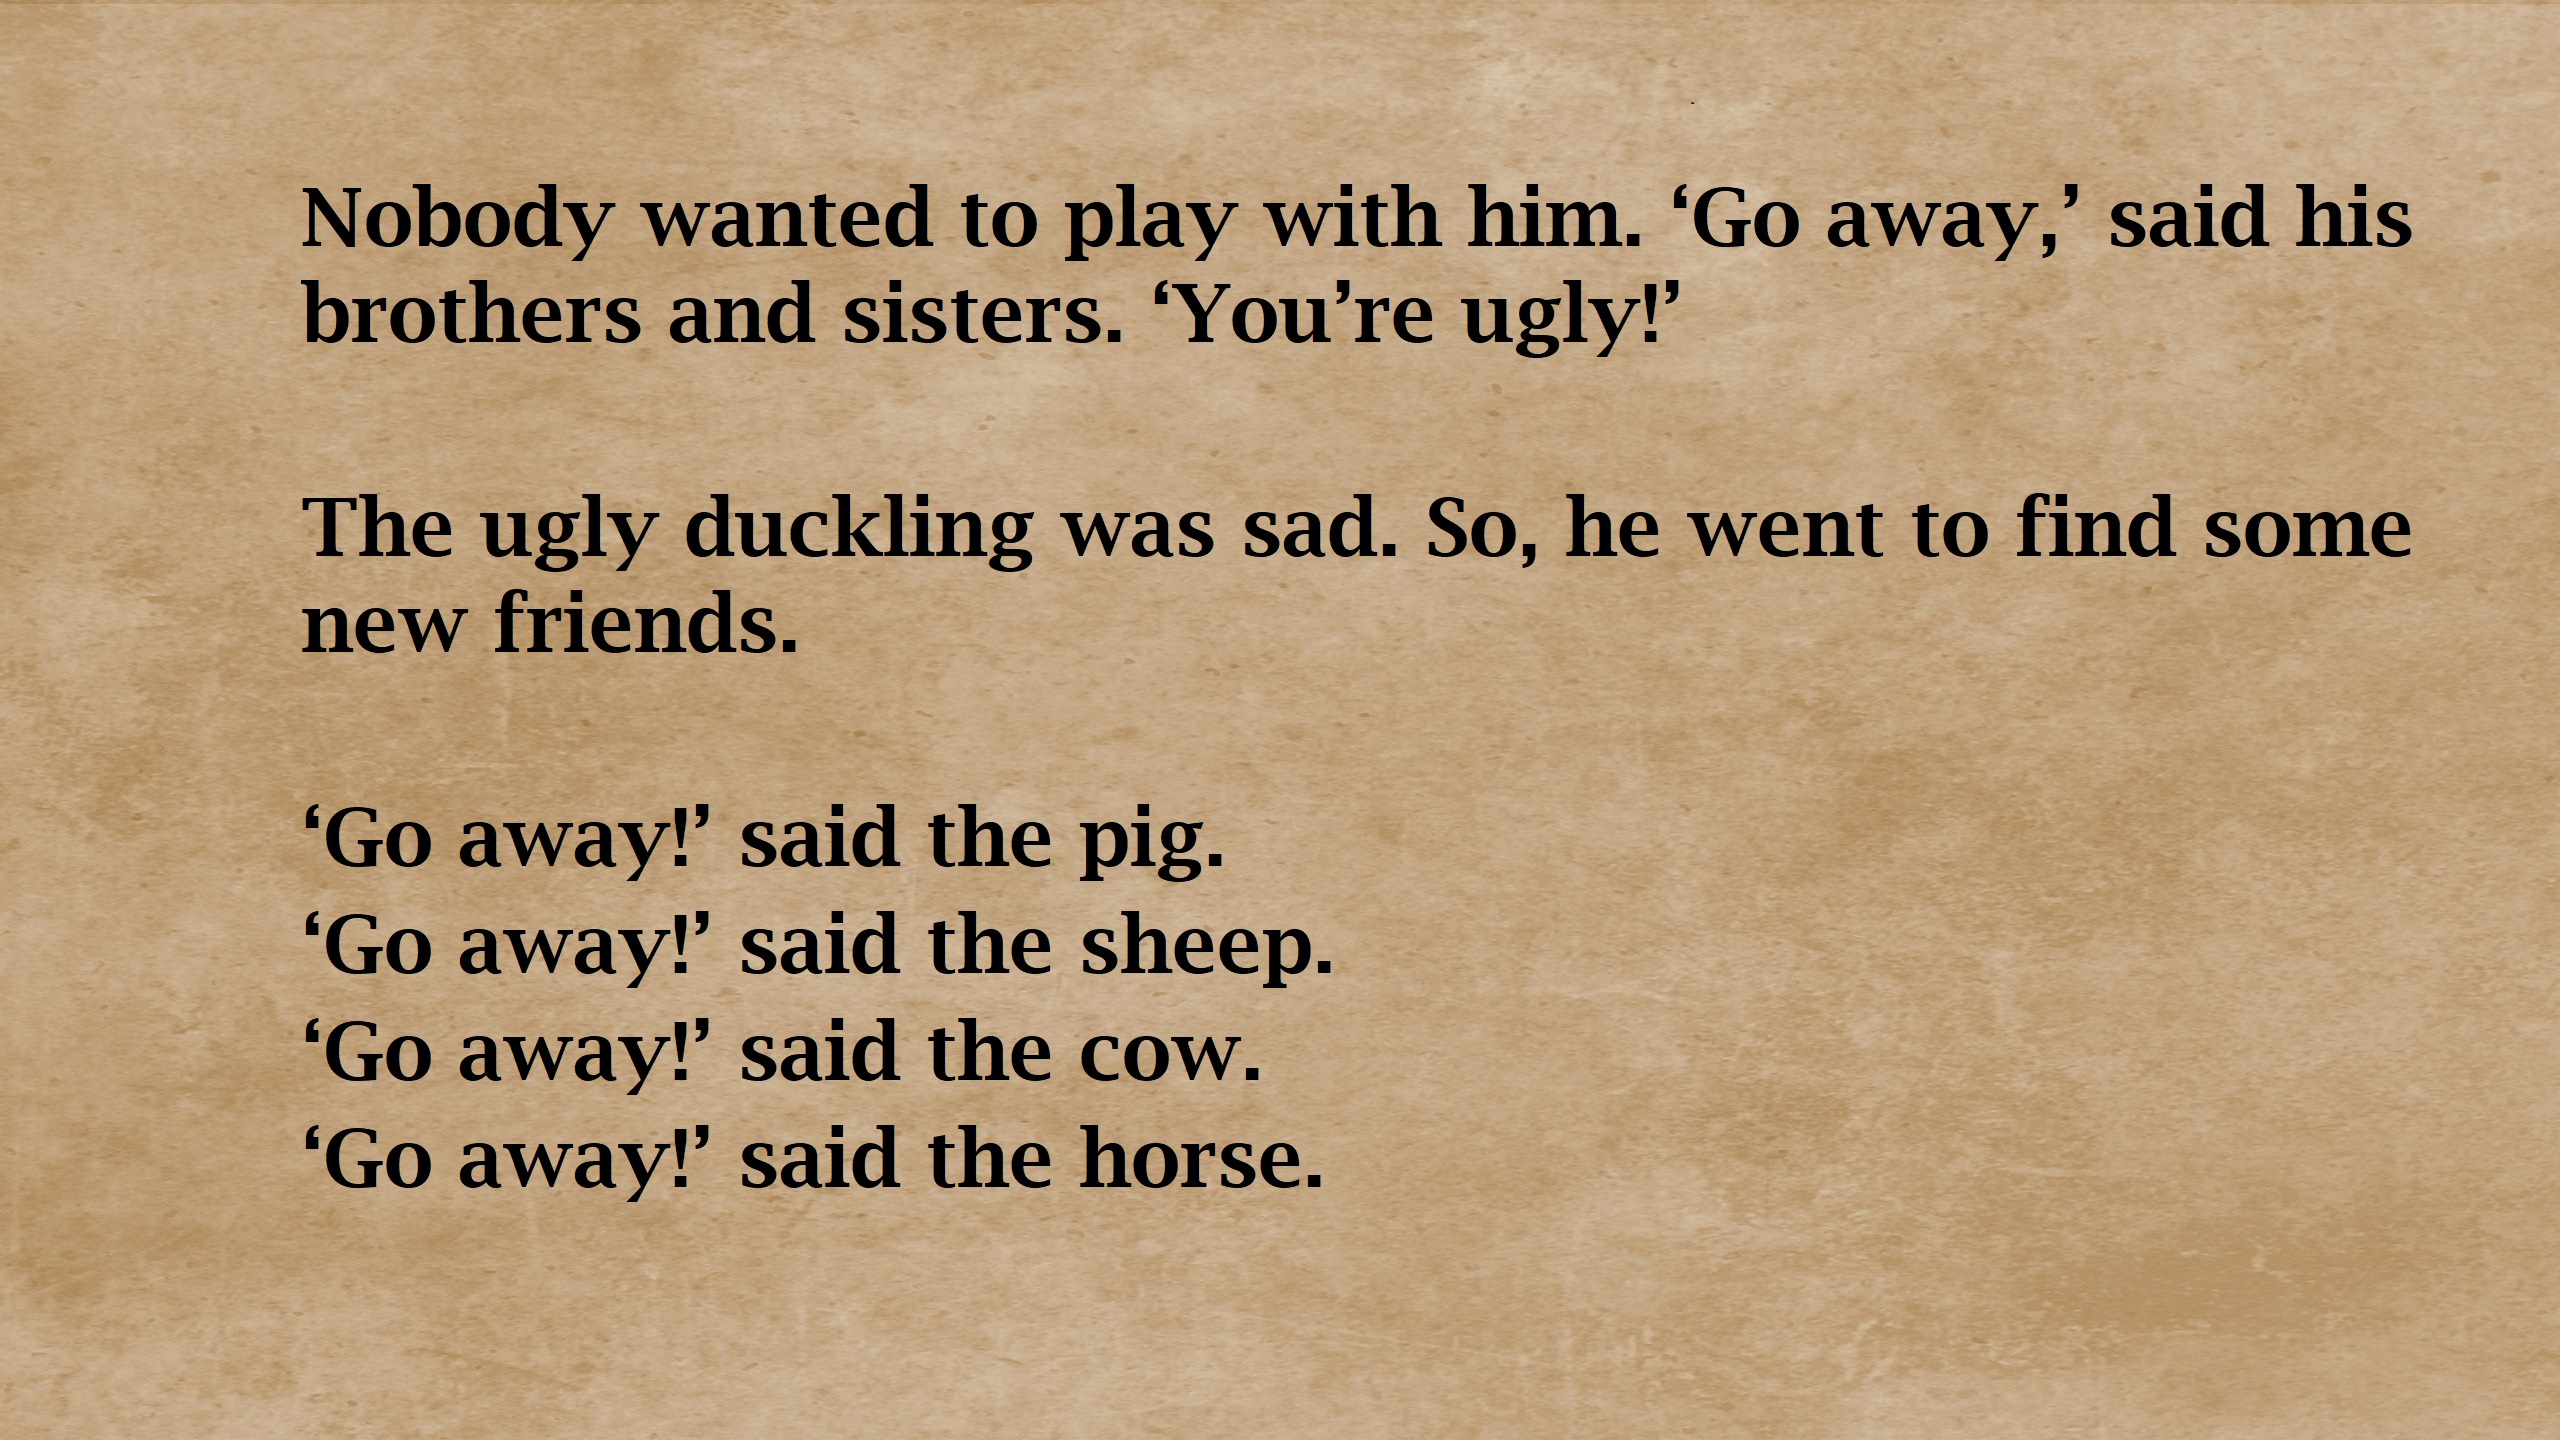 Nobody wanted to play with him. ‘Go away,’ said his
brothers and sisters. ‘You’re ugly!’
The ugly duckling was sad. So, he went to find some
new friends.
‘Go away!’ said the pig.
‘Go away!’ said the sheep.
‘Go away!’ said the cow.
‘Go away!’ said the horse.